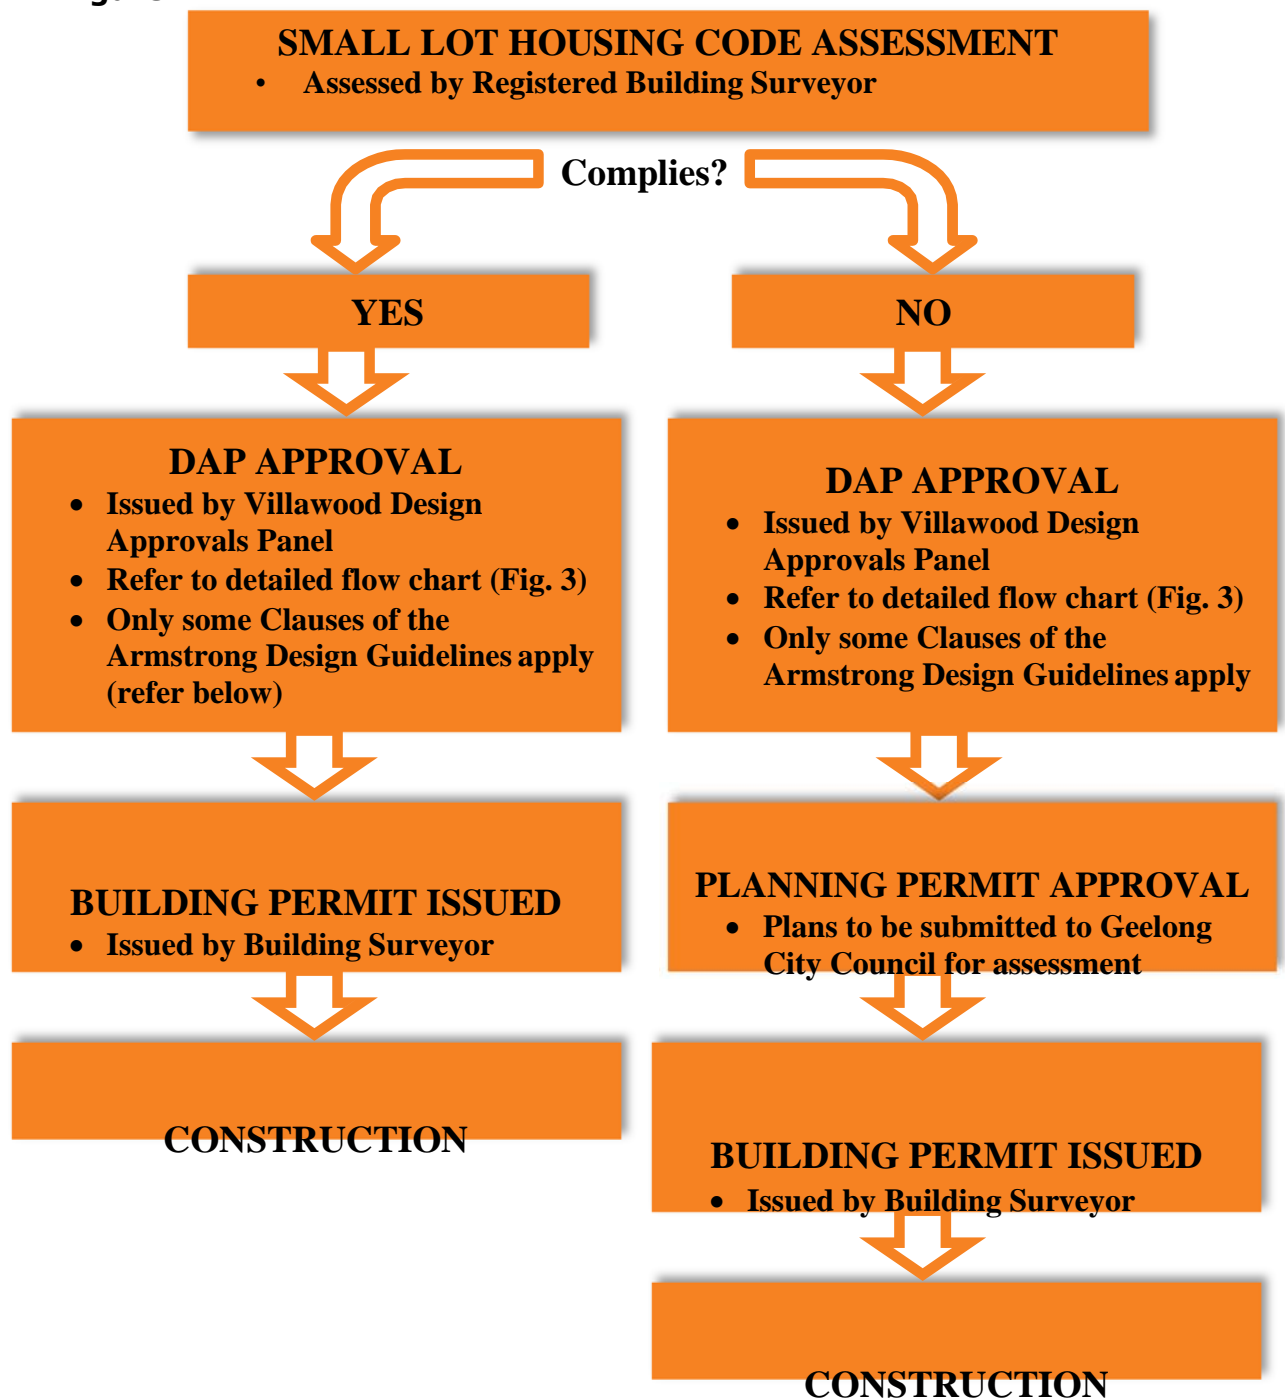 SMALL LOT HOUSING CODE ASSESSMENT
• Assessed by Registered Building Surveyor
Complies?
YES
NO
DAP APPROVAL
• Issued by Villawood Design
Approvals Panel
• Refer to detailed flow chart (Fig. 3)
• Only some Clauses of the
Armstrong Design Guidelines apply
(refer below)
DAP APPROVAL
• Issued by Villawood Design
Approvals Panel
• Refer to detailed flow chart (Fig. 3)
• Only some Clauses of the
Armstrong Design Guidelines apply
BUILDING PERMIT ISSUED
• Issued by Building Surveyor
PLANNING PERMIT APPROVAL
• Plans to be submitted to Geelong
City Council for assessment
CONSTRUCTION
BUILDING PERMIT ISSUED
• Issued by Building Surveyor
CONSTRUCTION